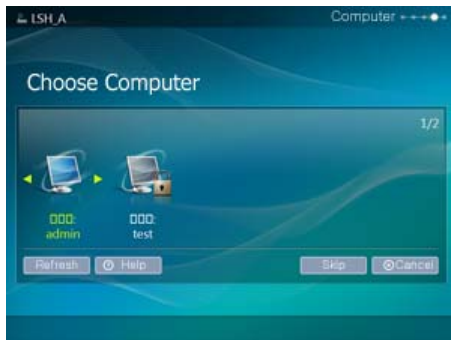 LSH_A
Computer
Choose Computer
1/2
□□□:
admin
□□□:
test
Refresh
Help
Skip
Cancel